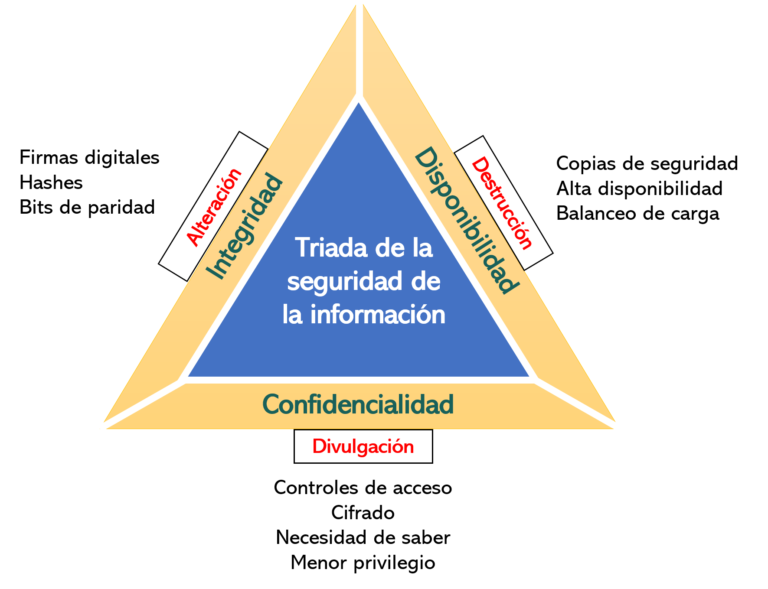 Firmas digitales
Hashes
Bits de paridad
Alteración
Integridad
Triada de la
seguridad de
la información
Disponibilidad
Destrucción
Copias de seguridad
Alta disponibilidad
Balanceo de carga
Confidencialidad
Divulgación
Controles de acceso
Cifrado
Necesidad de saber
Menor privilegio